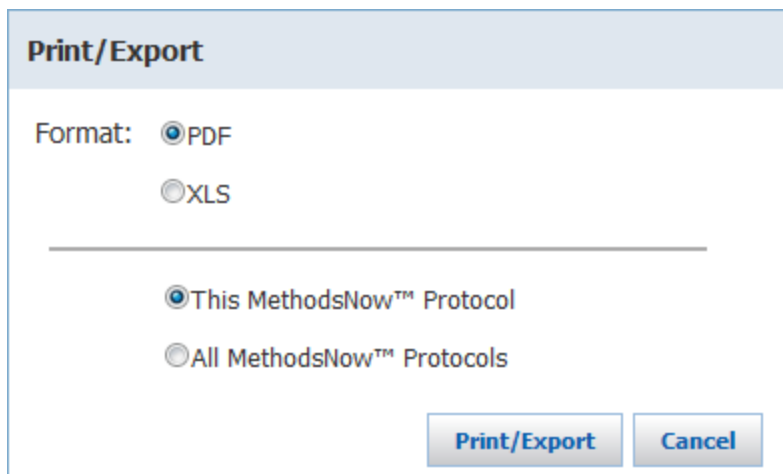 Print/Export
Format: PDF
XLS
This MethodsNow™ Protocol
All MethodsNow™ Protocols
Print/Export Cancel